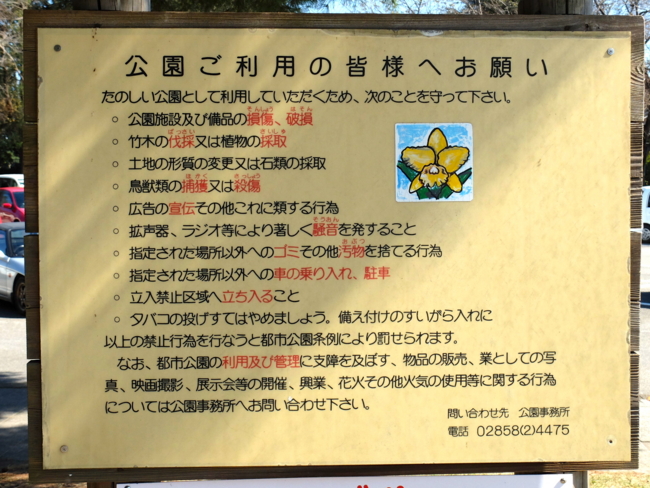 公園ご利用の皆様へお願い
たのしい公園として利用していただくため、次のことを守って下さい。
○ 公園施設及び備品の損傷、破損
○ 竹木の伐採又は植物の採取
○ 土地の形質の変更又は石類の採取
○ 鳥獣類の捕獲又は殺傷
○ 広告の宣伝その他これに類する行為
○ 拡声器、ラジオ等により著しく騒音を発すること
○ 指定された場所以外へのゴミその他汚物を捨てる行為
○ 指定された場所以外への車の乗り入れ、駐車
○ 立入禁止区域へ立ち入ること
○ タバコの投げすてはやめましょう。備え付けのすいがら入れに
以上の禁止行為を行なうと都市公園条例により罰せられます。
なお、都市公園の利用及び管理に支障を及ぼす、物品の販売、業としての写
真、映画撮影、展示会等の開催、興業、花火その他火気の使用等に関する行為
については公園事務所へお問い合わせ下さい。
問い合わせ先 公園事務所
電話 02858(2)4475